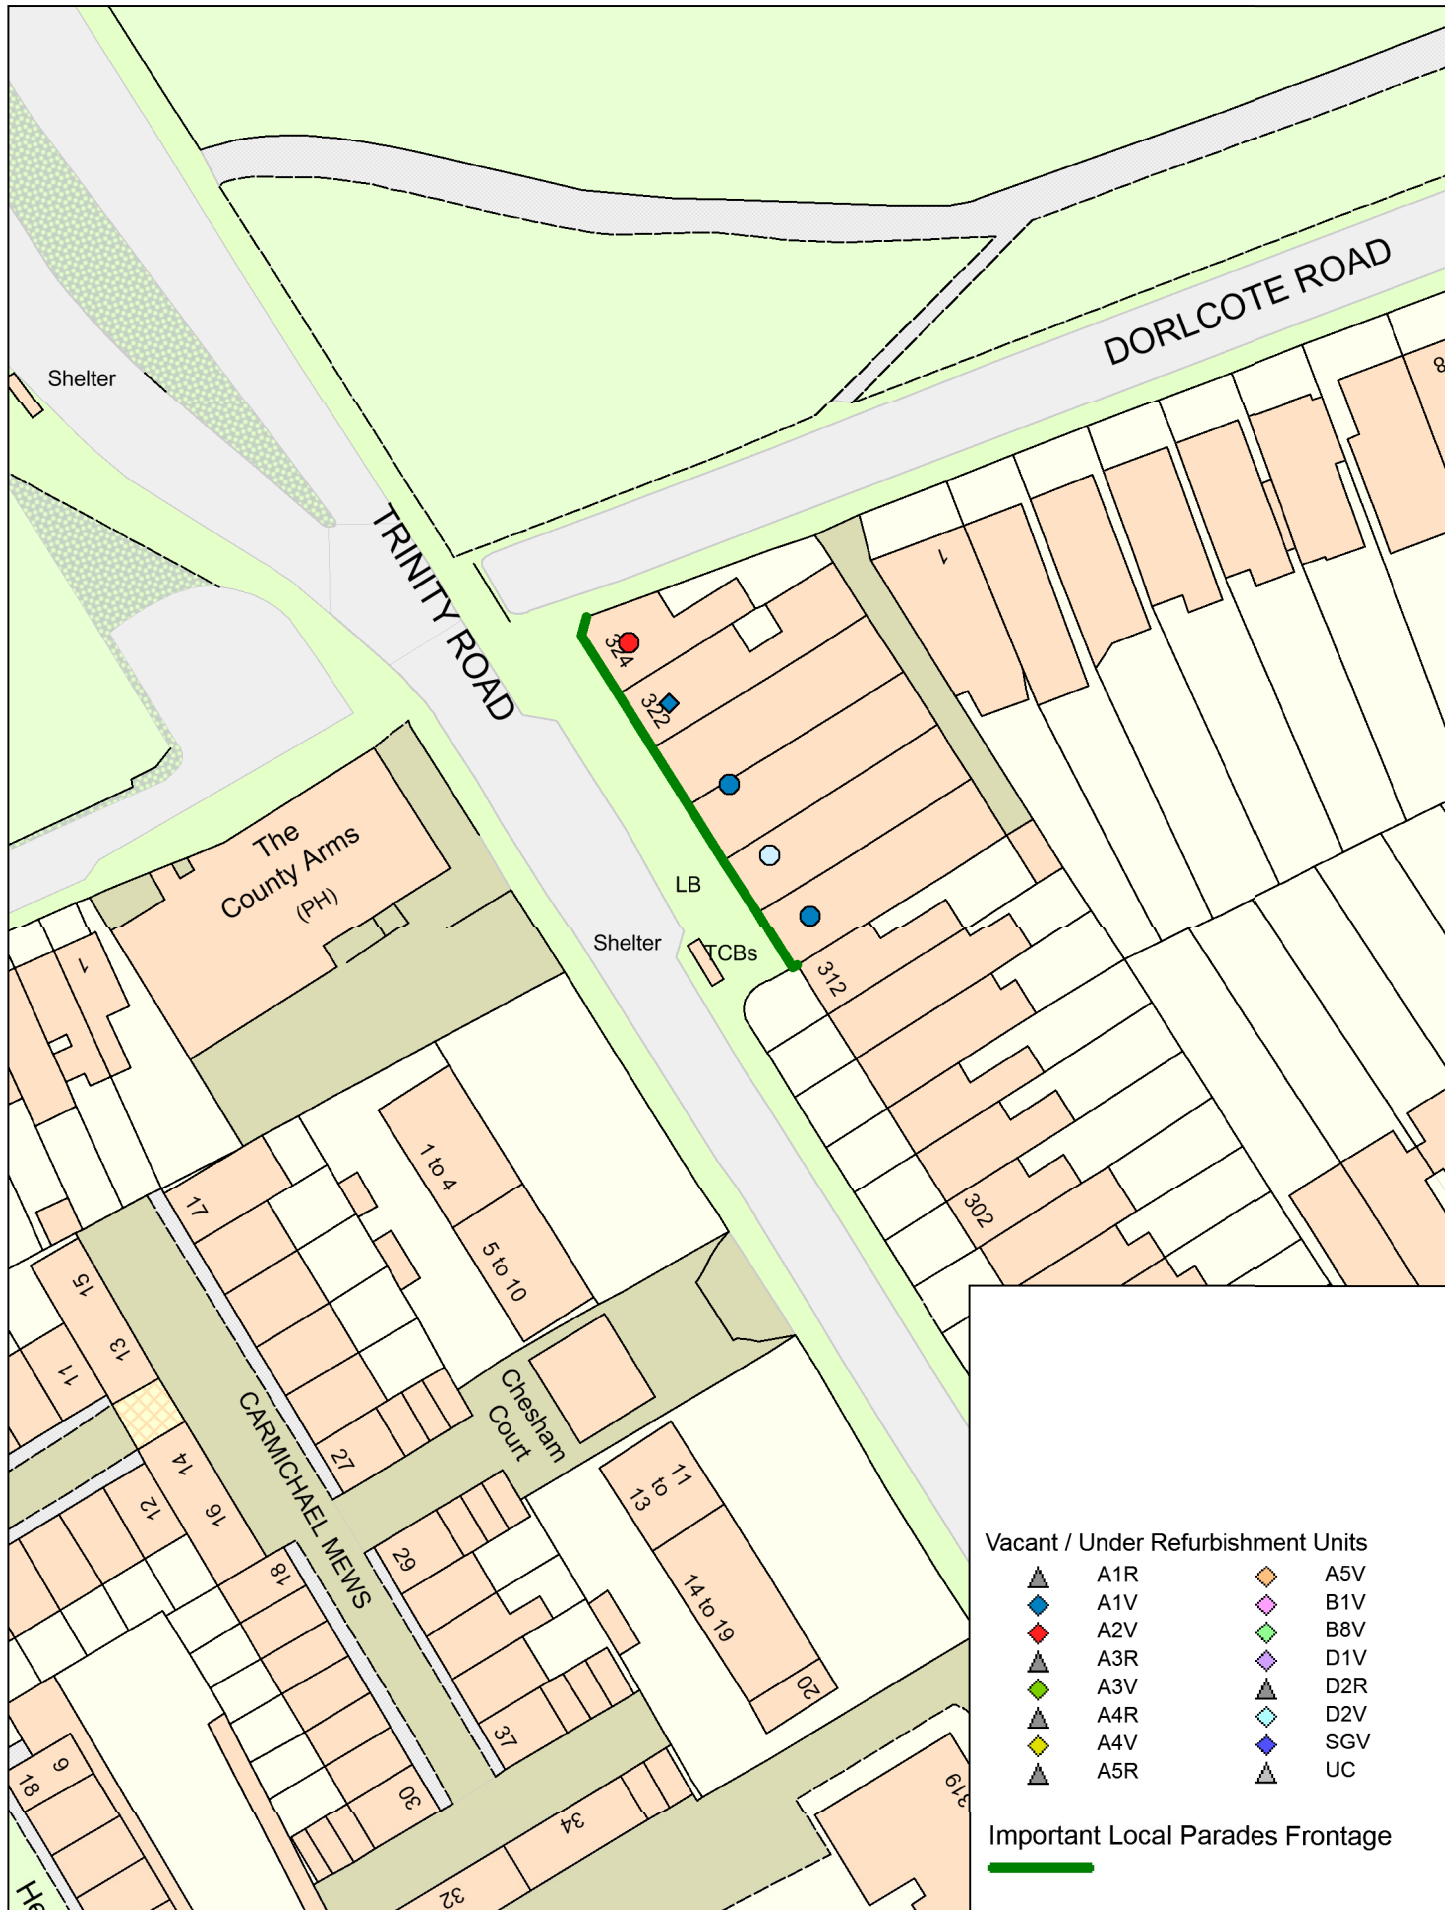 DORLCOTE ROAD
8
Shelter
TRINITY ROAD
1
324
322
The
County Arms
(PH)
LB
Shelter
TCBs
312
1
1 to 4
17
302
5 to 10
15
13
11
Chesham
Court
CARMICHAEL MEWS
27
14
12
16
11
to
13
29
18
14 to 19
20
37
30
9
18
34
32
319
He
Vacant / Under Refurbishment Units
A1R
A1V
A2V
A3R
A3V
A4R
A4V
A5R
A5V
B1V
B8V
D1V
D2R
D2V
SGV
UC
Important Local Parades Frontage